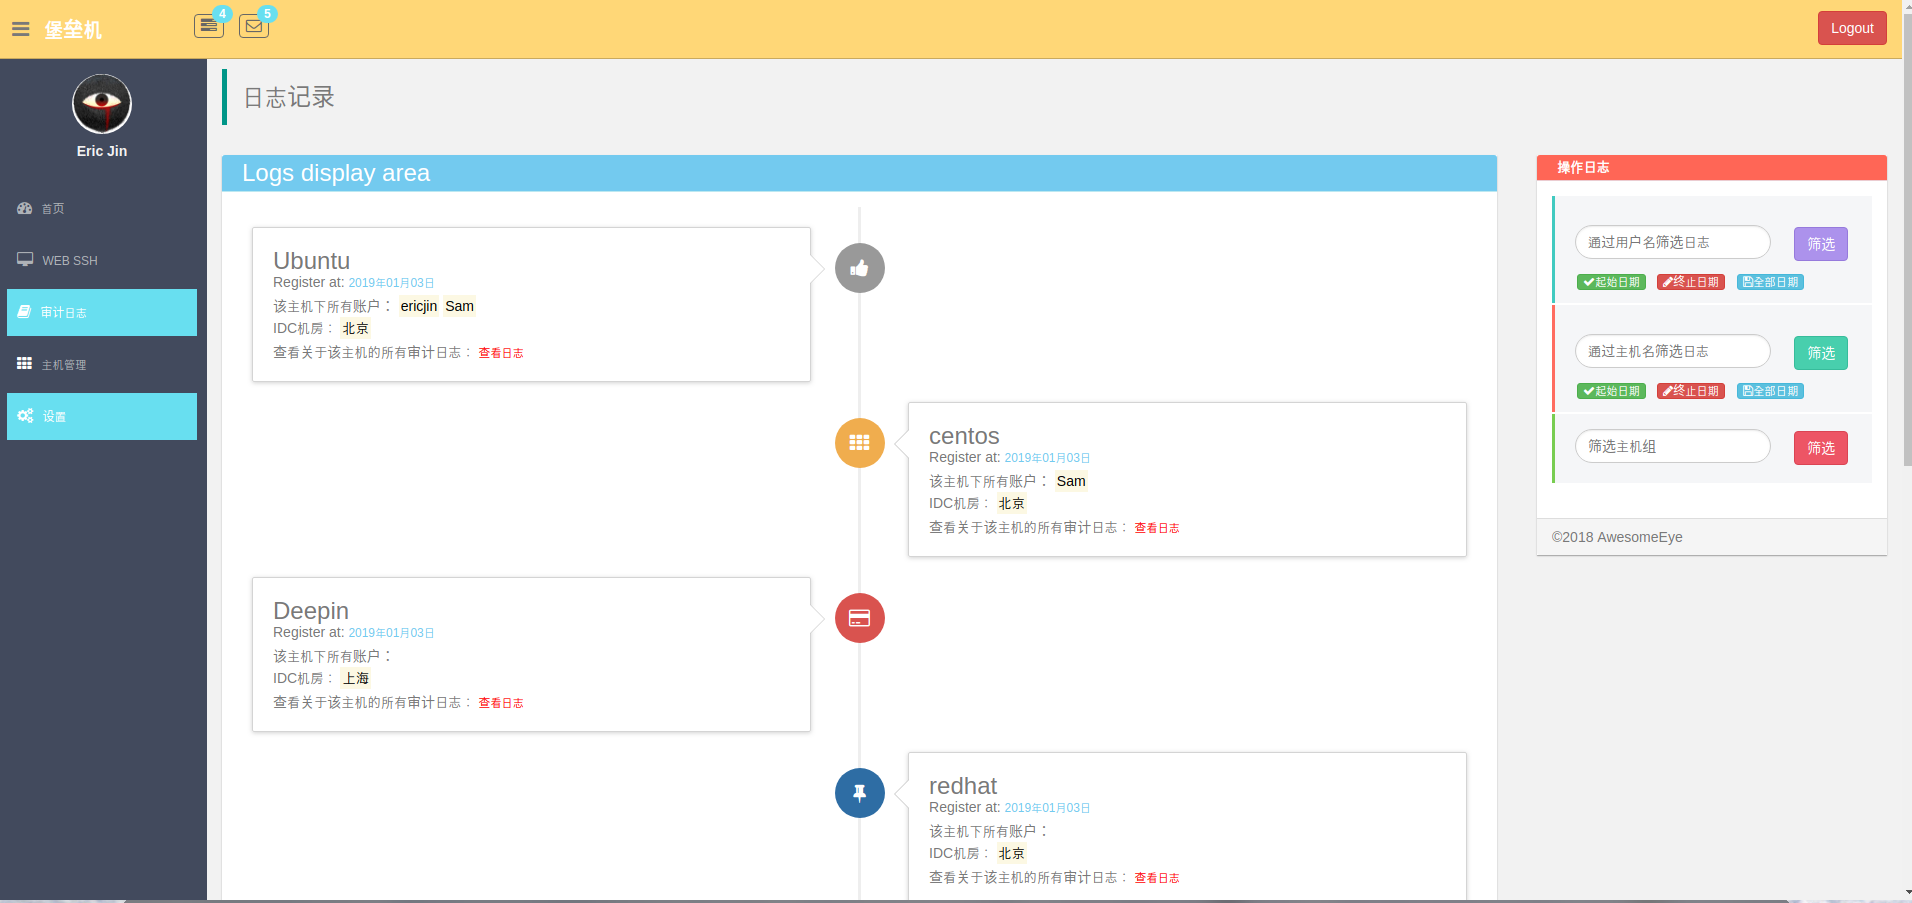 堡垒机
4
5
Logout
Eric Jin
首页
WEB SSH
审计日志
主机管理
设置
日志记录
Logs display area
Ubuntu
Register at: 2019年01月03日
该主机下所有账户： ericjin Sam
IDC机房： 北京
查看关于该主机的所有审计日志： 查看日志
centos
Register at: 2019年01月03日
该主机下所有账户： Sam
IDC机房： 北京
查看关于该主机的所有审计日志： 查看日志
Deepin
Register at: 2019年01月03日
该主机下所有账户：
IDC机房： 上海
查看关于该主机的所有审计日志： 查看日志
redhat
Register at: 2019年01月03日
该主机下所有账户：
IDC机房： 北京
查看关于该主机的所有审计日志： 查看日志
操作日志
通过用户名筛选日志 筛选
起始日期 终止日期 全部日期
通过主机名筛选日志 筛选
起始日期 终止日期 全部日期
筛选主机组 筛选
©2018 AwesomeEye